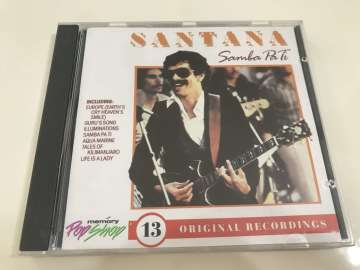 SANTANA
Samba Pa Ti
INCLUDING:
EUROPE (EARTH'S
CRY HEAVEN'S
SMILE)
GURU'S SONG
ILLUMINATIONS
SAMBA PA TI
AQUA MARINE
TALES OF
KILIMANJARO
LIFE IS A LADY
memory
Pop Shop
13 ORIGINAL RECORDINGS